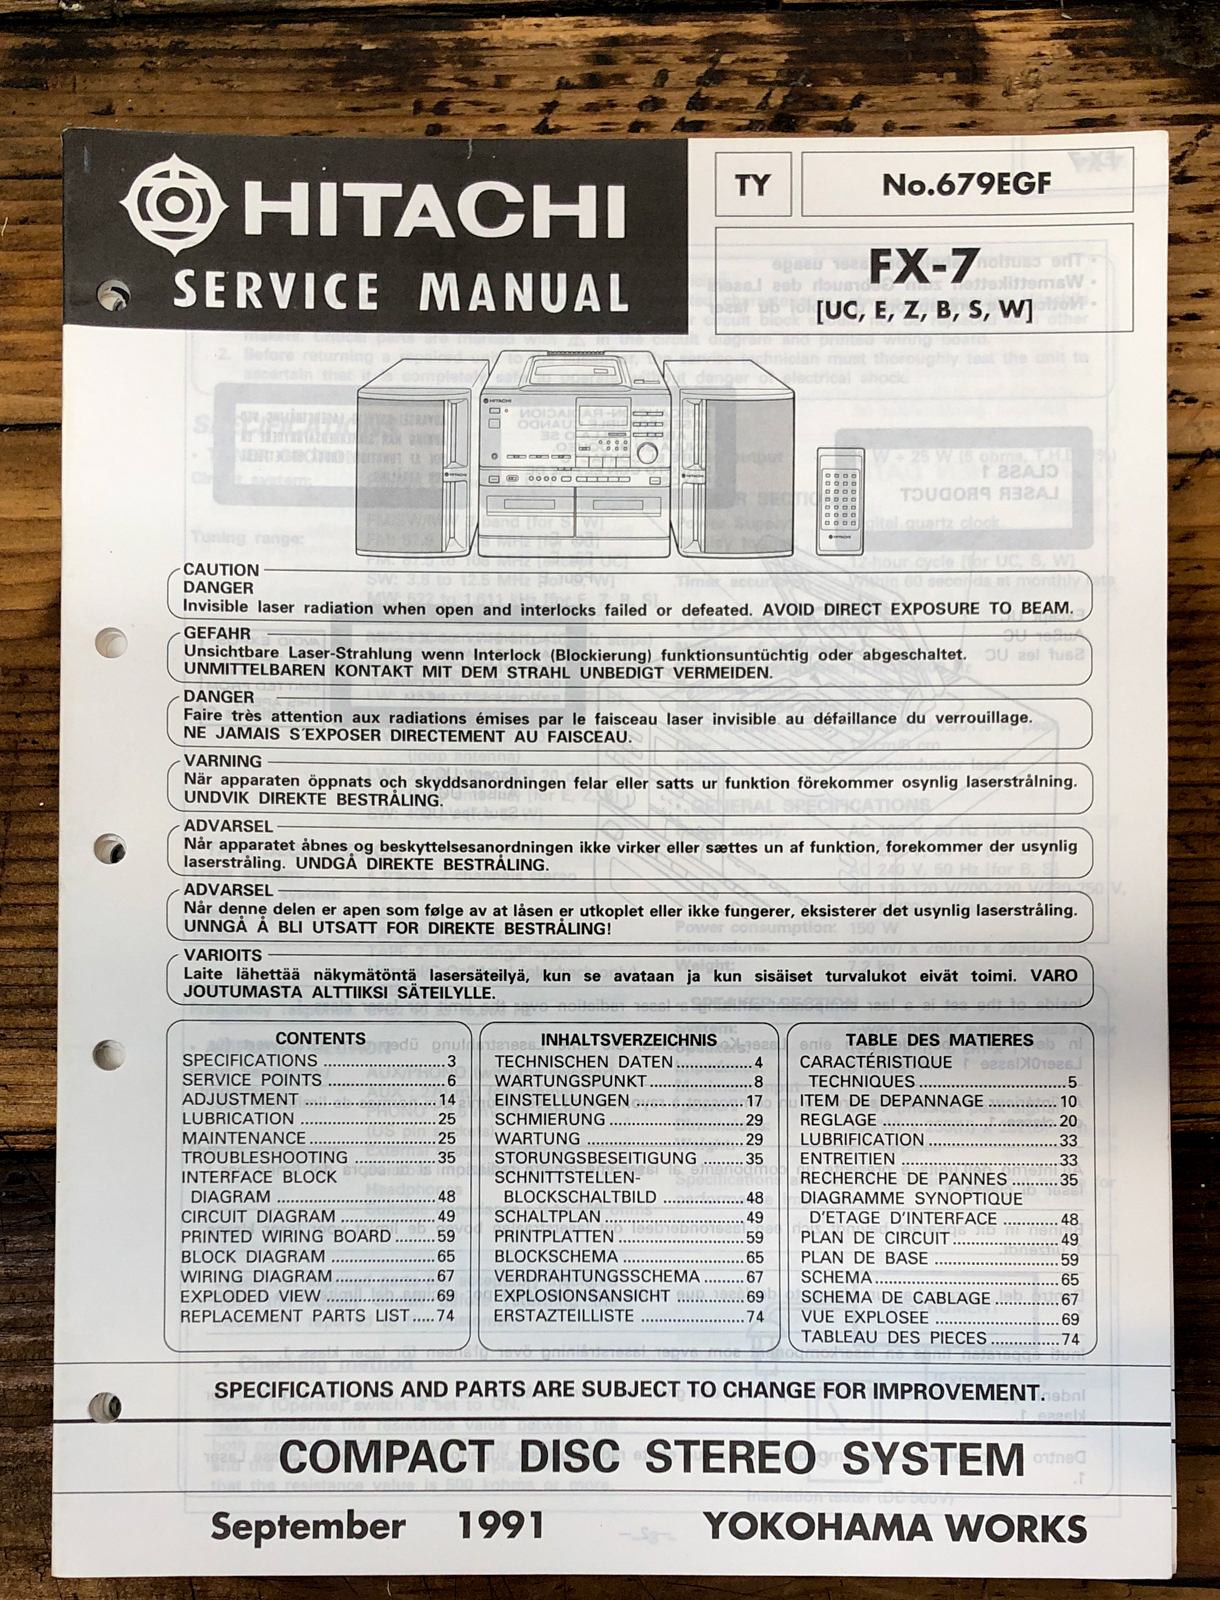 HITACHI
SERVICE MANUAL
TY
No.679EGF
FX-7
[UC, E, Z, B, S, W]
HITACHI
HITACHI
HITACHI
HITACHI
CAUTION
DANGER
Invisible laser radiation when open and interlocks failed or defeated. AVOID DIRECT EXPOSURE TO BEAM.
GEFAHR
Unsichtbare Laser-Strahlung wenn Interlock (Blockierung) funktionsuntüchtig oder abgeschaltet.
UNMITTELBAREN KONTAKT MIT DEM STRAHL UNBEDIGT VERMEIDEN.
DANGER
Faire très attention aux radiations émises par le faisceau laser invisible au défaillance du verrouillage.
NE JAMAIS S'EXPOSER DIRECTEMENT AU FAISCEAU.
VARNING
När apparaten öppnats och skyddsanordningen felar eller satts ur funktion förekommer osynlig laserstrålning.
UNDVIK DIREKTE BESTRÅLING.
ADVARSEL
Når apparatet åbnes og beskyttelsesanordningen ikke virker eller sættes un af funktion, forekommer der usynlig
laserstråling. UNDGÅ DIREKTE BESTRÅLING.
ADVARSEL
Når denne delen er apen som følge av at låsen er utkoplet eller ikke fungerer, eksisterer det usynlig laserstråling.
UNNGÅ Å BLI UTSATT FOR DIREKTE BESTRÅLING!
VARIOITS
Laite lähettää näkymätöntä lasersäteilyä, kun se avataan ja kun sisäiset turvalukot eivät toimi. VARO
JOUTUMASTA ALTTIIKSI SÄTEILYLLE.
CONTENTS
SPECIFICATIONS ..................... 3
SERVICE POINTS ..................... 6
ADJUSTMENT ..................... 14
LUBRICATION ..................... 25
MAINTENANCE ..................... 25
TROUBLESHOOTING ............... 35
INTERFACE BLOCK
DIAGRAM ..................... 48
CIRCUIT DIAGRAM ............... 49
PRINTED WIRING BOARD ........ 59
BLOCK DIAGRAM ............... 65
WIRING DIAGRAM ............... 67
EXPLODED VIEW ............... 69
REPLACEMENT PARTS LIST ..... 74
INHALTSVERZEICHNIS
TECHNISCHEN DATEN ............... 4
WARTUNGSPUNKT ............... 8
EINSTELLUNGEN ............... 17
SCHMIERUNG ..................... 29
WARTUNG ..................... 29
STORUNGSBESEITIGUNG ........ 35
SCHNITTSTELLEN-
BLOCKSCHALTBILD ............... 48
SCHALTPLAN ..................... 49
PRINTPLATTEN ..................... 59
BLOCKSCHEMA ..................... 65
VERDRAHTUNGSSCHEMA ......... 67
EXPLOSIONSANSICHT ............... 69
ERSTAZTEILLISTE ..................... 74
TABLE DES MATIERES
CARACTÉRISTIQUE
TECHNIQUES ..................... 5
ITEM DE DEPANNAGE ............... 10
REGLAGE ..................... 20
LUBRIFICATION ..................... 33
ENTREITIEN ..................... 33
RECHERCHE DE PANNES ......... 35
DIAGRAMME SYNOPTIQUE
D'ETAGE D'INTERFACE ............ 48
PLAN DE CIRCUIT ..................... 49
PLAN DE BASE ..................... 59
SCHEMA ..................... 65
SCHEMA DE CABLAGE ............ 67
VUE EXPLOSEE ..................... 69
TABLEAU DES PIECES ............... 74
SPECIFICATIONS AND PARTS ARE SUBJECT TO CHANGE FOR IMPROVEMENT.
COMPACT DISC STEREO SYSTEM
September 1991
YOKOHAMA WORKS